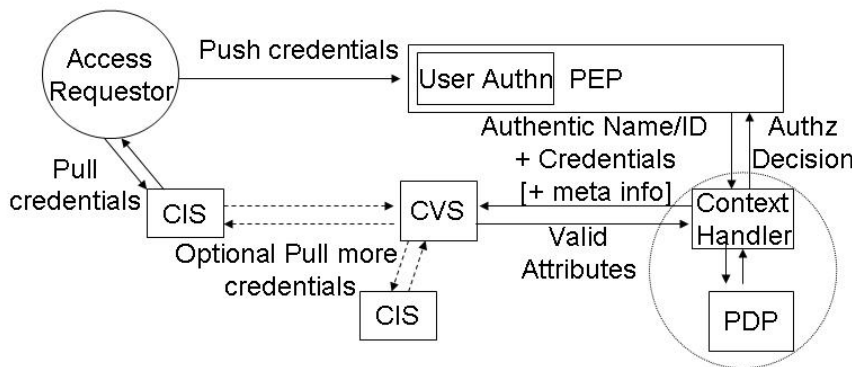 Access
Requestor
Push credentials
User Authn
PEP
Authentic Name/ID
+ Credentials
[+ meta info]
Authz
Decision
Pull
credentials
CIS
CVS
Context
Handler
Optional Pull more
credentials
Valid
Attributes
CIS
PDP